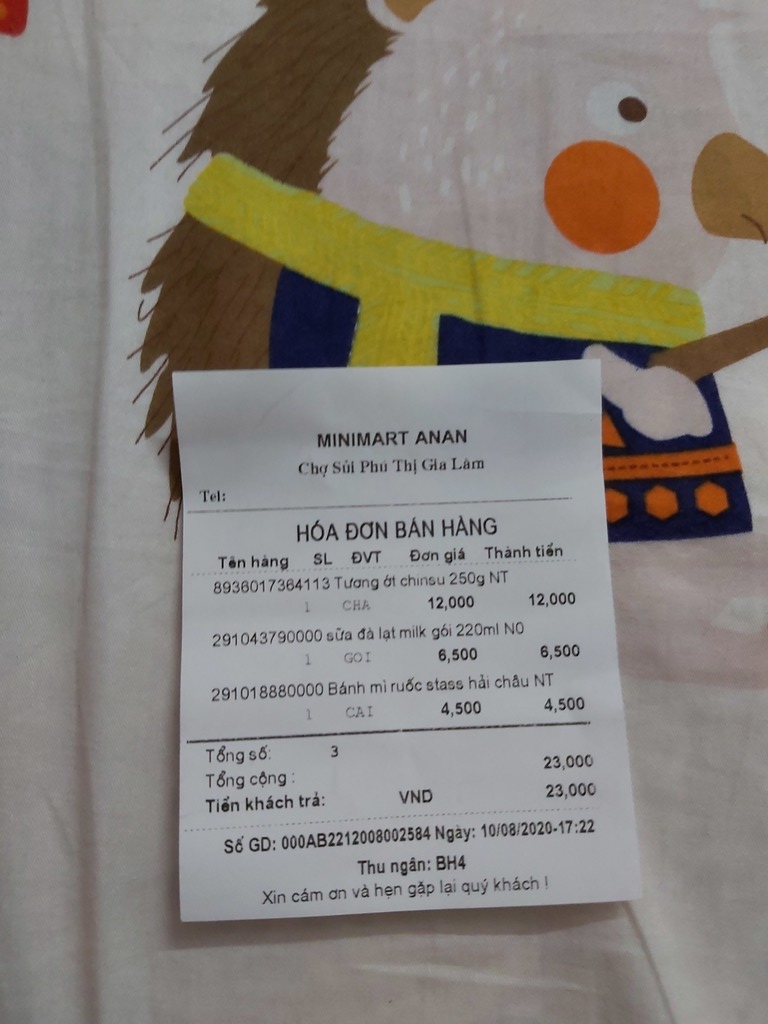 MINIMART ANAN
Chợ Sủi Phú Thị Gia Lâm
Tel:
HÓA ĐƠN BÁN HÀNG
Tên hàng SL ĐVT Đơn giá Thành tiền
8936017364113 Tương ớt chinsu 250g NT
1 CHA 12,000 12,000
291043790000 sữa đà lạt milk gói 220ml N0
1 GOI 6,500 6,500
291018880000 Bánh mì ruốc stass hải châu NT
1 CAI 4,500 4,500
Tổng số: 3
Tổng cộng : 23,000
Tiền khách trả: VND 23,000
Số GD: 000AB2212008002584 Ngày: 10/08/2020-17:22
Thu ngân: BH4
Xin cám ơn và hẹn gặp lại quý khách !